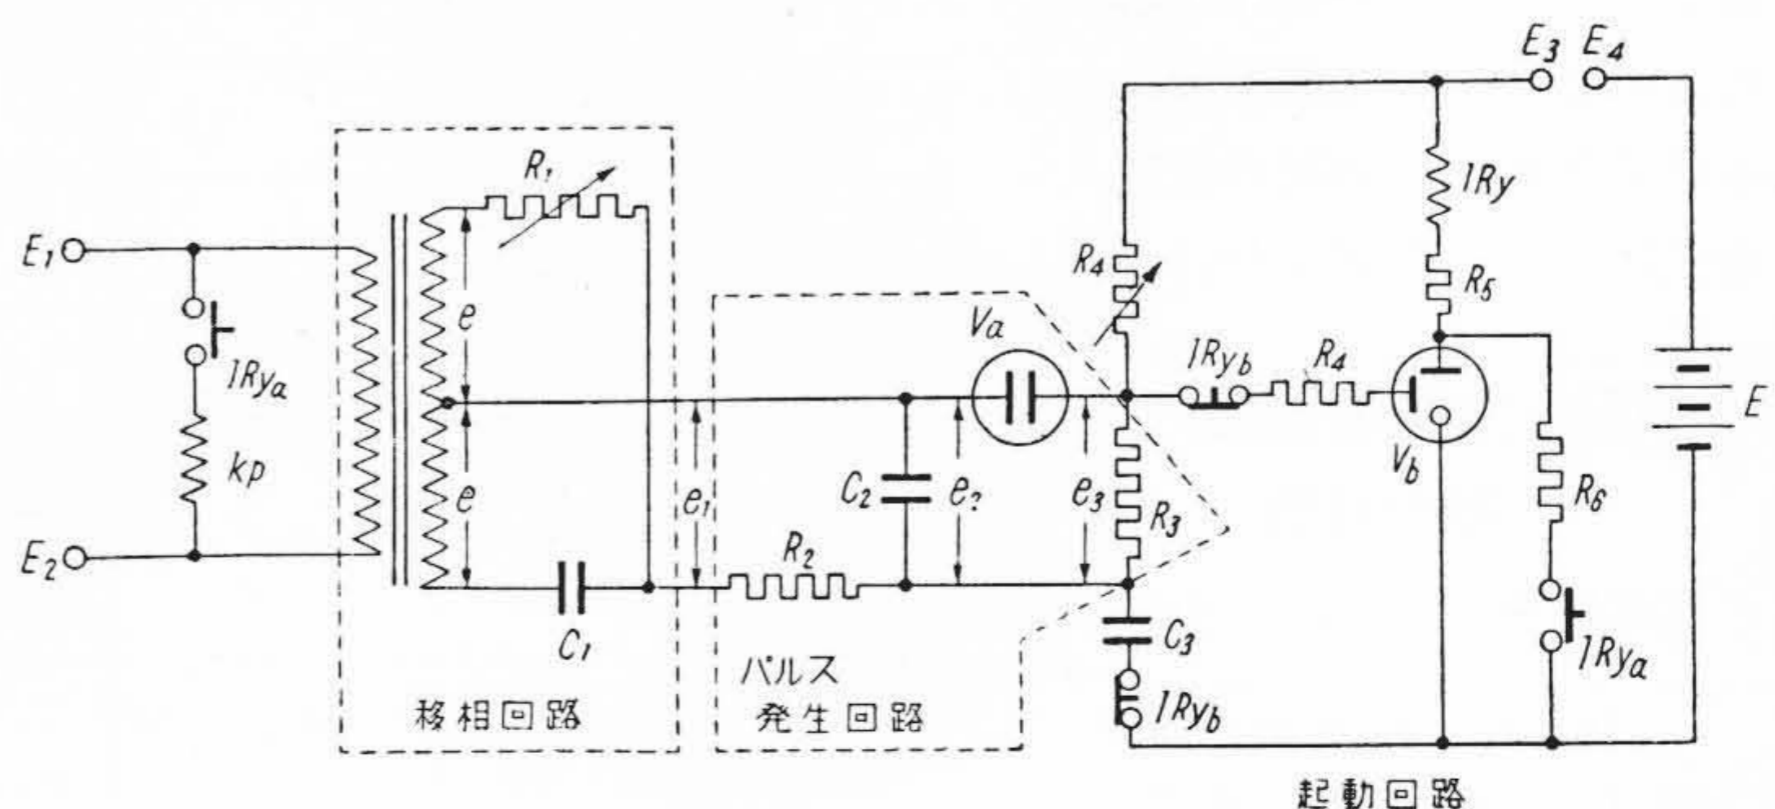 E₃ E₄
R₁
1Ry
E₁
e
R₄
R₅
Va
1Rya
1Ryb
R₄
E
kp
e
e₁
C₂
e₂
e₃
R₃
Vb
R₆
E₂
R₂
C₁
C₃
1Rya
パルス
移相回路
発生回路
1Ryb
起動回路